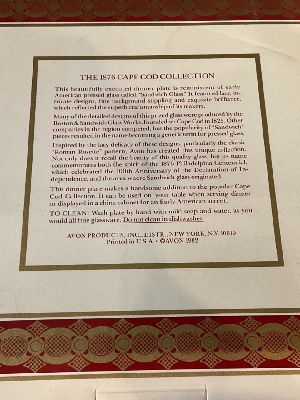 THE 1876 CAPE COD COLLECTION
This beautifully executed dinner plate is reminiscent of early
American pressed glass called "Sandwich Glass." It featured lacy, in-
tricate designs, fine background stippling and exquisite brilliance,
which reflected the superb craftsmanship of its makers.
Many of the detailed designs of this prized glass were produced by the
Boston & Sandwich Glass Works, founded on Cape Cod in 1825. Other
companies in the region competed, but the popularity of "Sandwich"
pieces resulted in the name becoming a generic term for pressed glass.
Inspired by the lacy delicacy of these designs, particularly the classic
"Roman Rosette" pattern, Avon has created this unique collection.
Not only does it recall the beauty of this quality glass, but its name
commemorates both the spirit of the 1876 Philadelphia Centennial,
which celebrated the 100th Anniversary of the Declaration of In-
dependence, and the area where Sandwich glass originated.
This dinner plate makes a handsome addition to the popular Cape
Cod Collection. It can be used on your table when serving dinner
or displayed in a china cabinet for an Early American accent.
TO CLEAN: Wash plate by hand with mild soap and water, as you
would all fine glassware. Do not clean in dishwasher.
AVON PRODUCTS, INC., DISTR., NEW YORK, N.Y. 10019
Printed in U.S.A. • © AVON 1982